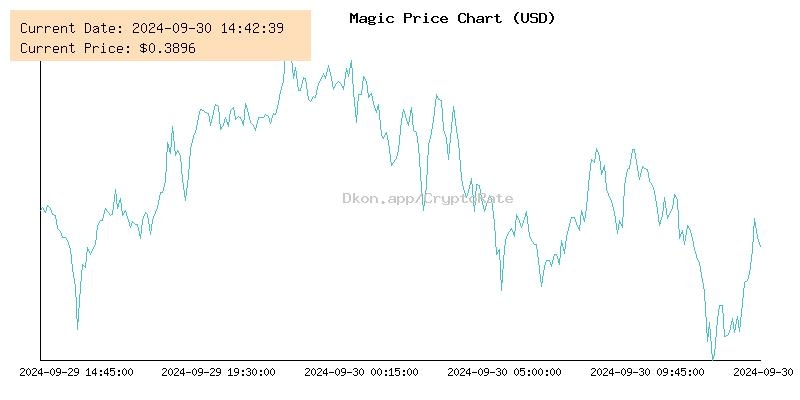 Magic Price Chart (USD)
Current Date: 2024-09-30 14:42:39
Current Price: $0.3896
Dkon.app/CryptoRate
2024-09-29 14:45:00
2024-09-29 19:30:00
2024-09-30 00:15:00
2024-09-30 05:00:00
2024-09-30 09:45:00
2024-09-30